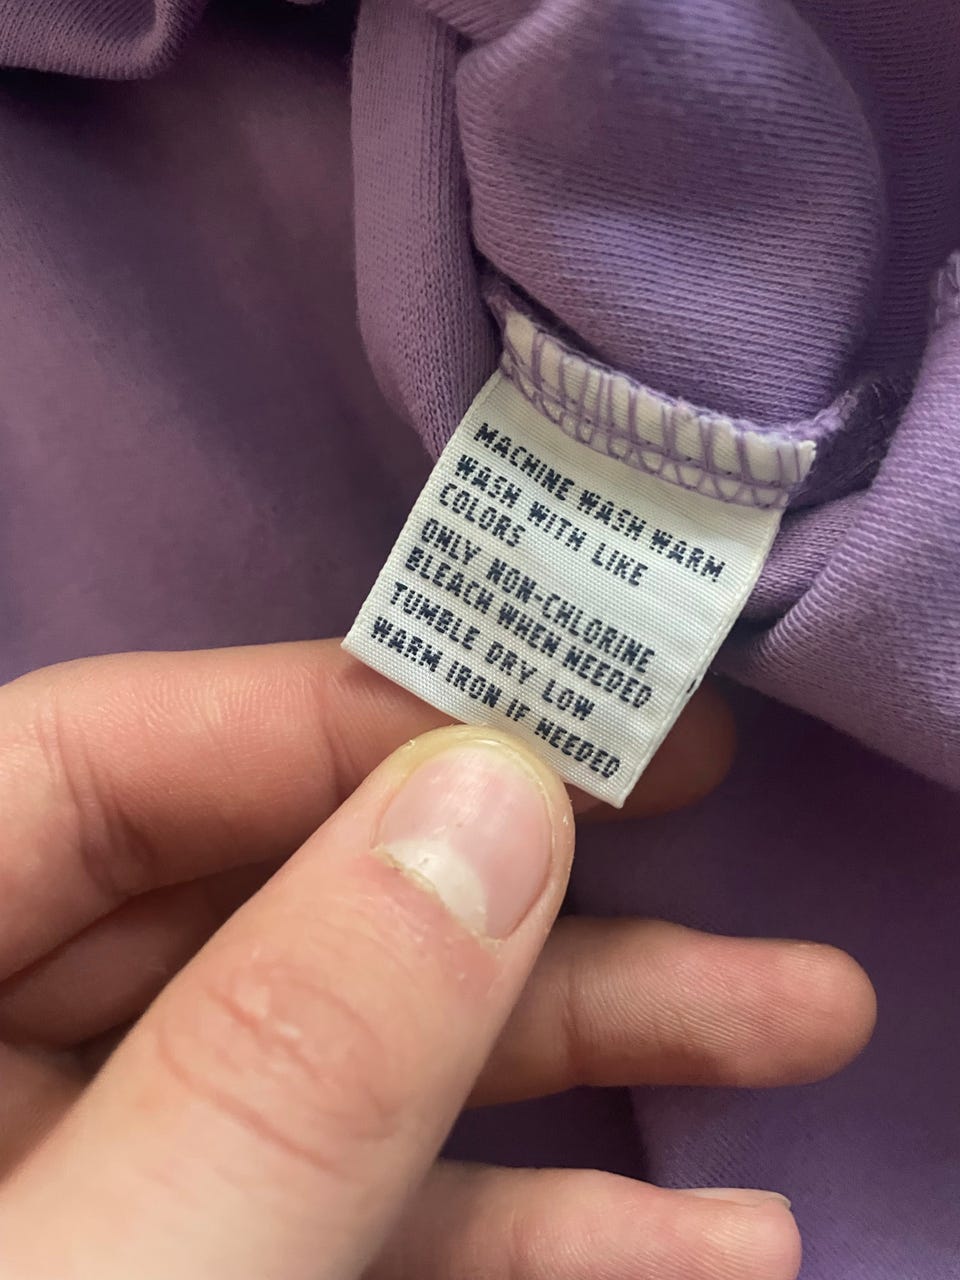 MACHINE WASH WARM
WASH WITH LIKE
COLORS
ONLY NON-CHLORINE
BLEACH WHEN NEEDED
TUMBLE DRY LOW
WARM IRON IF NEEDED